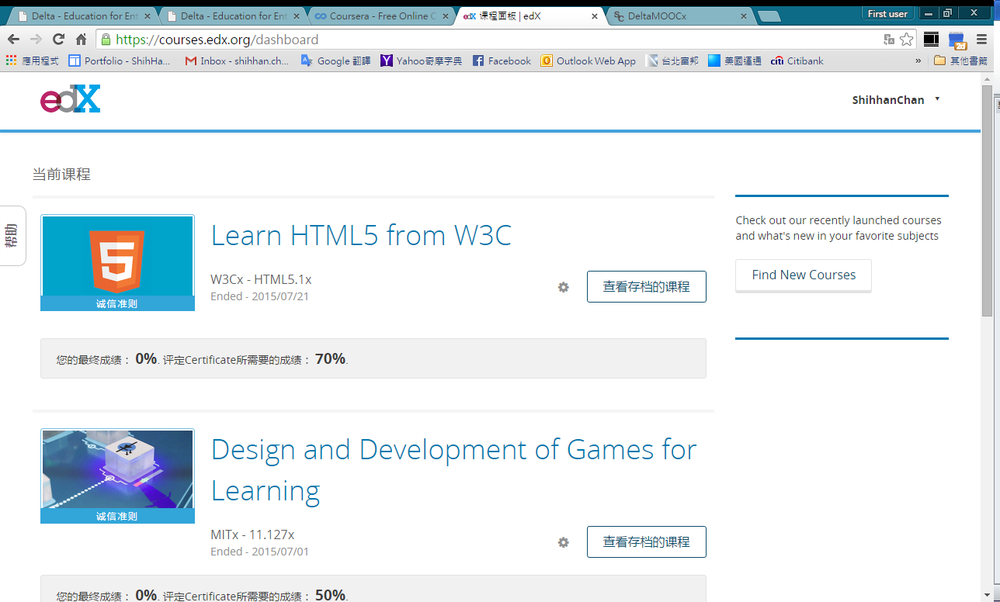 Delta - Education for Ent
Delta - Education for Ent
Coursera - Free Online C
课程面板 | edX
DeltaMOOCx
First user
https://courses.edx.org/dashboard
應用程式
Portfolio - ShihHa...
Inbox - shihhan.ch...
Google 翻譯
Yahoo奇摩字典
Facebook
Outlook Web App
台北富邦
美國運通
citi Citibank
»
其他書籤
edX
ShihhanChan
当前课程
帮助
5
诚信准则
Learn HTML5 from W3C
W3Cx - HTML5.1x
Ended - 2015/07/21
查看存档的课程
您的最终成绩： 0%. 评定Certificate所需要的成绩： 70%.
诚信准则
Design and Development of Games for
Learning
MITx - 11.127x
Ended - 2015/07/01
查看存档的课程
您的最终成绩： 0%. 评定Certificate所需要的成绩： 50%.
Check out our recently launched courses
and what's new in your favorite subjects
Find New Courses